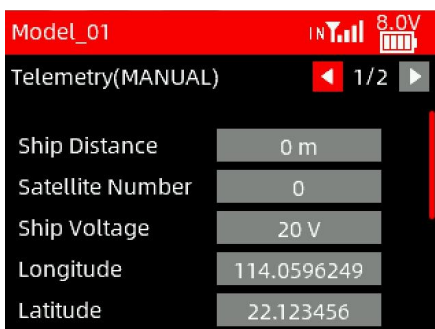 Model_01 IN 8.0V
Telemetry(MANUAL) 1/2
Ship Distance 0 m
Satellite Number 0
Ship Voltage 20 V
Longitude 114.0596249
Latitude 22.123456